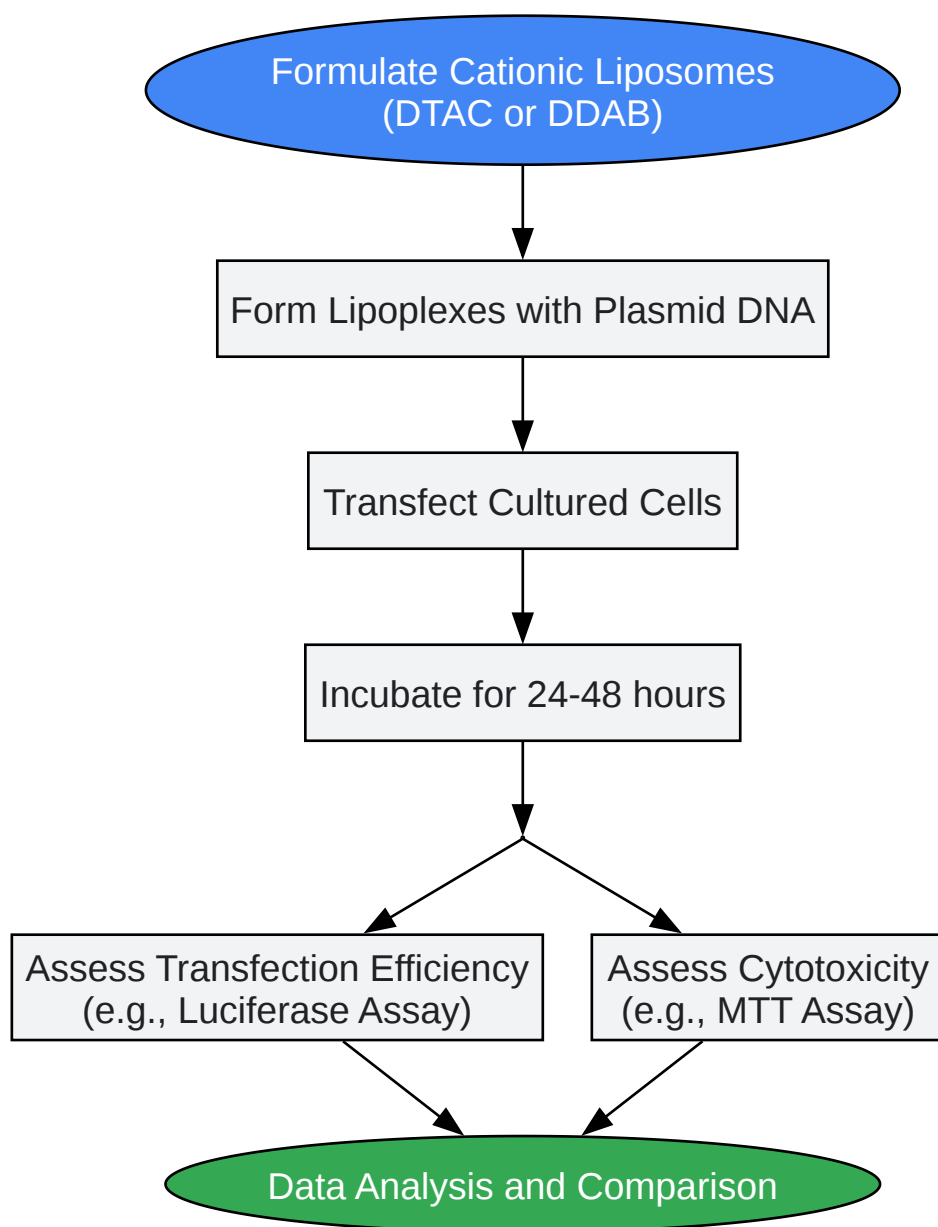 Formulate Cationic Liposomes
(DTAC or DDAB)
Form Lipoplexes with Plasmid DNA
Transfect Cultured Cells
Incubate for 24-48 hours
Assess Transfection Efficiency
(e.g., Luciferase Assay)
Assess Cytotoxicity
(e.g., MTT Assay)
Data Analysis and Comparison